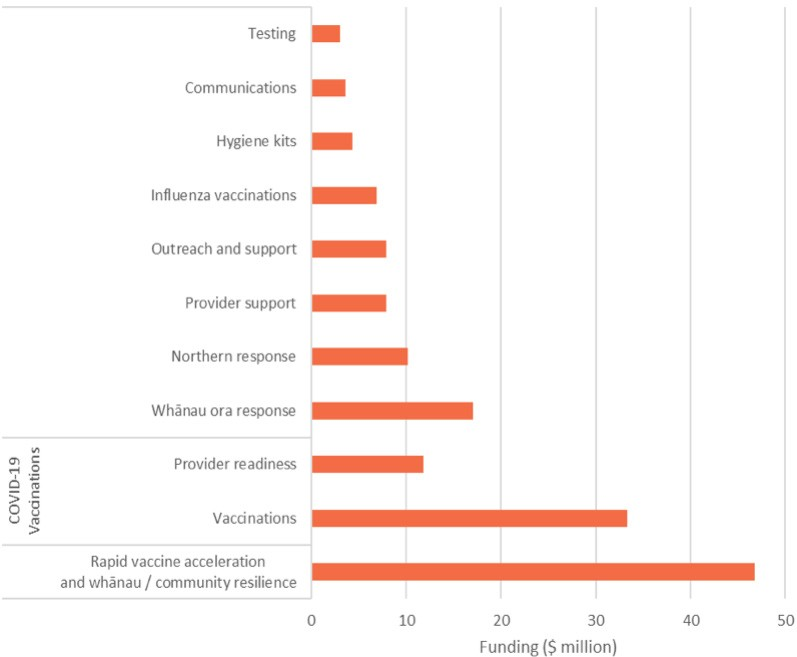 Testing
Communications
Hygiene kits
Influenza vaccinations
Outreach and support
Provider support
Northern response
Whānau ora response
COVID-19
Vaccinations
Provider readiness
Vaccinations
Rapid vaccine acceleration
and whānau / community resilience
0 10 20 30 40 50
Funding ($ million)